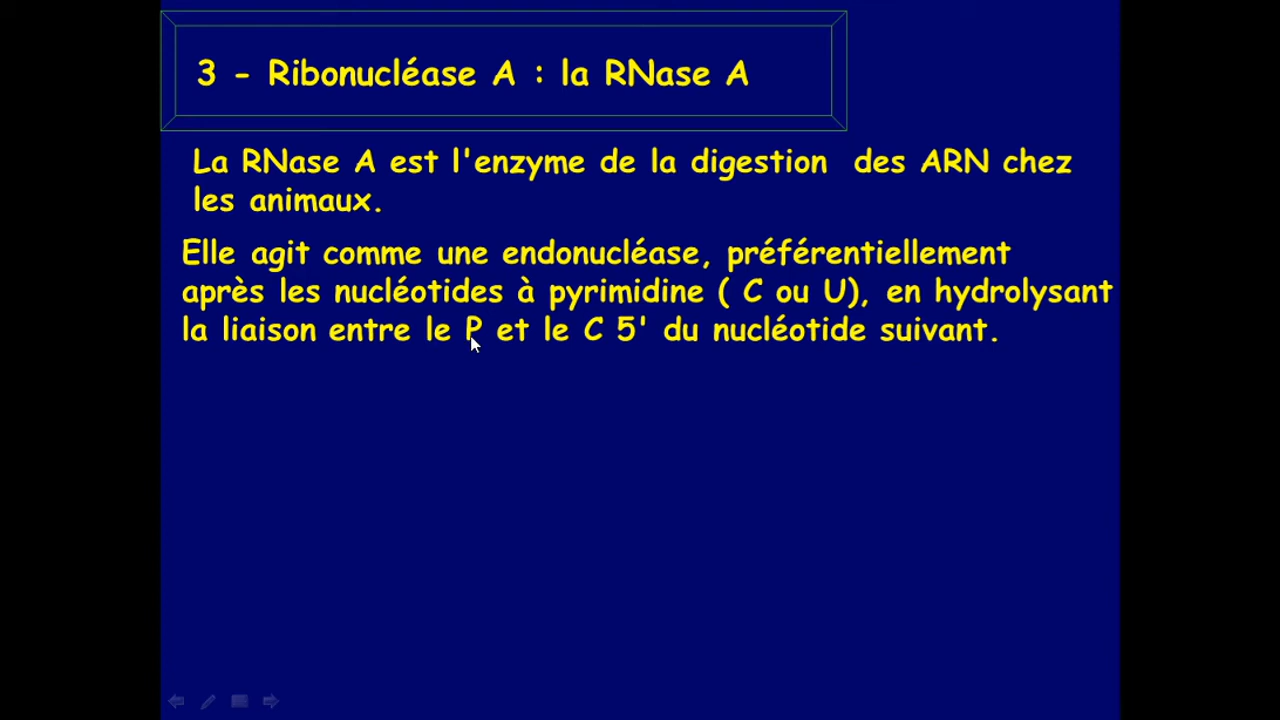 3 - Ribonucléase A : la RNase A
La RNase A est l'enzyme de la digestion des ARN chez
les animaux.
Elle agit comme une endonucléase, préférentiellement
après les nucléotides à pyrimidine ( C ou U), en hydrolysant
la liaison entre le P et le C 5' du nucléotide suivant.